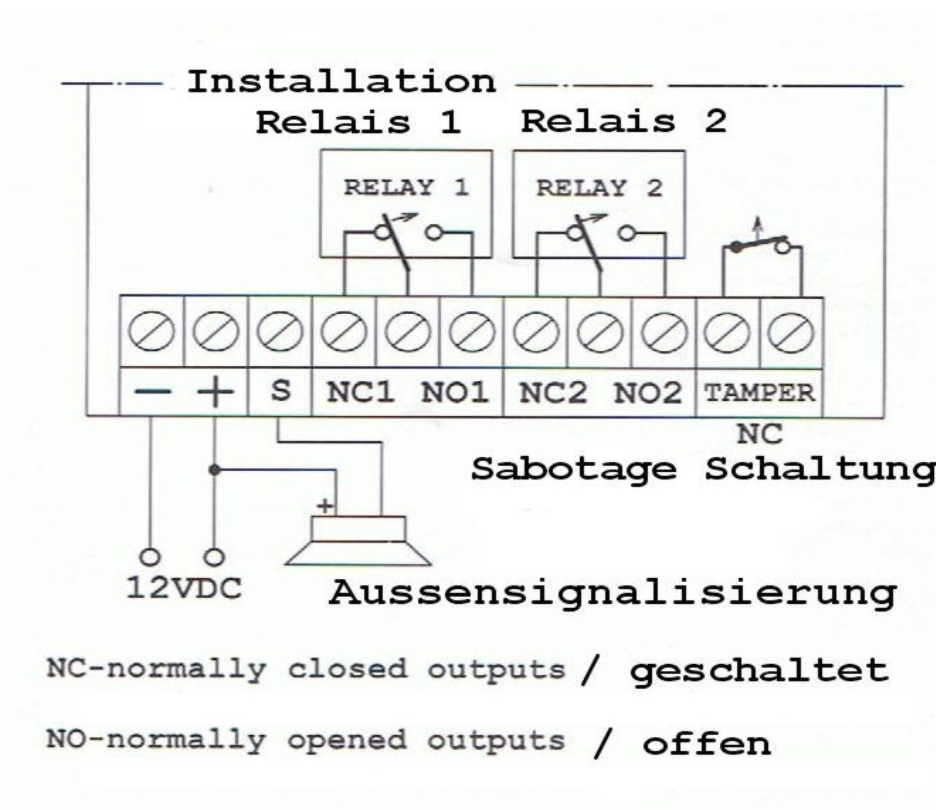 Installation
Relais 1 Relais 2
RELAY 1 RELAY 2
− + S NC1 NO1 NC2 NO2 TAMPER
NC
Sabotage Schaltung
+
12VDC
Aussensignalisierung
NC-normally closed outputs / geschaltet
NO-normally opened outputs / offen